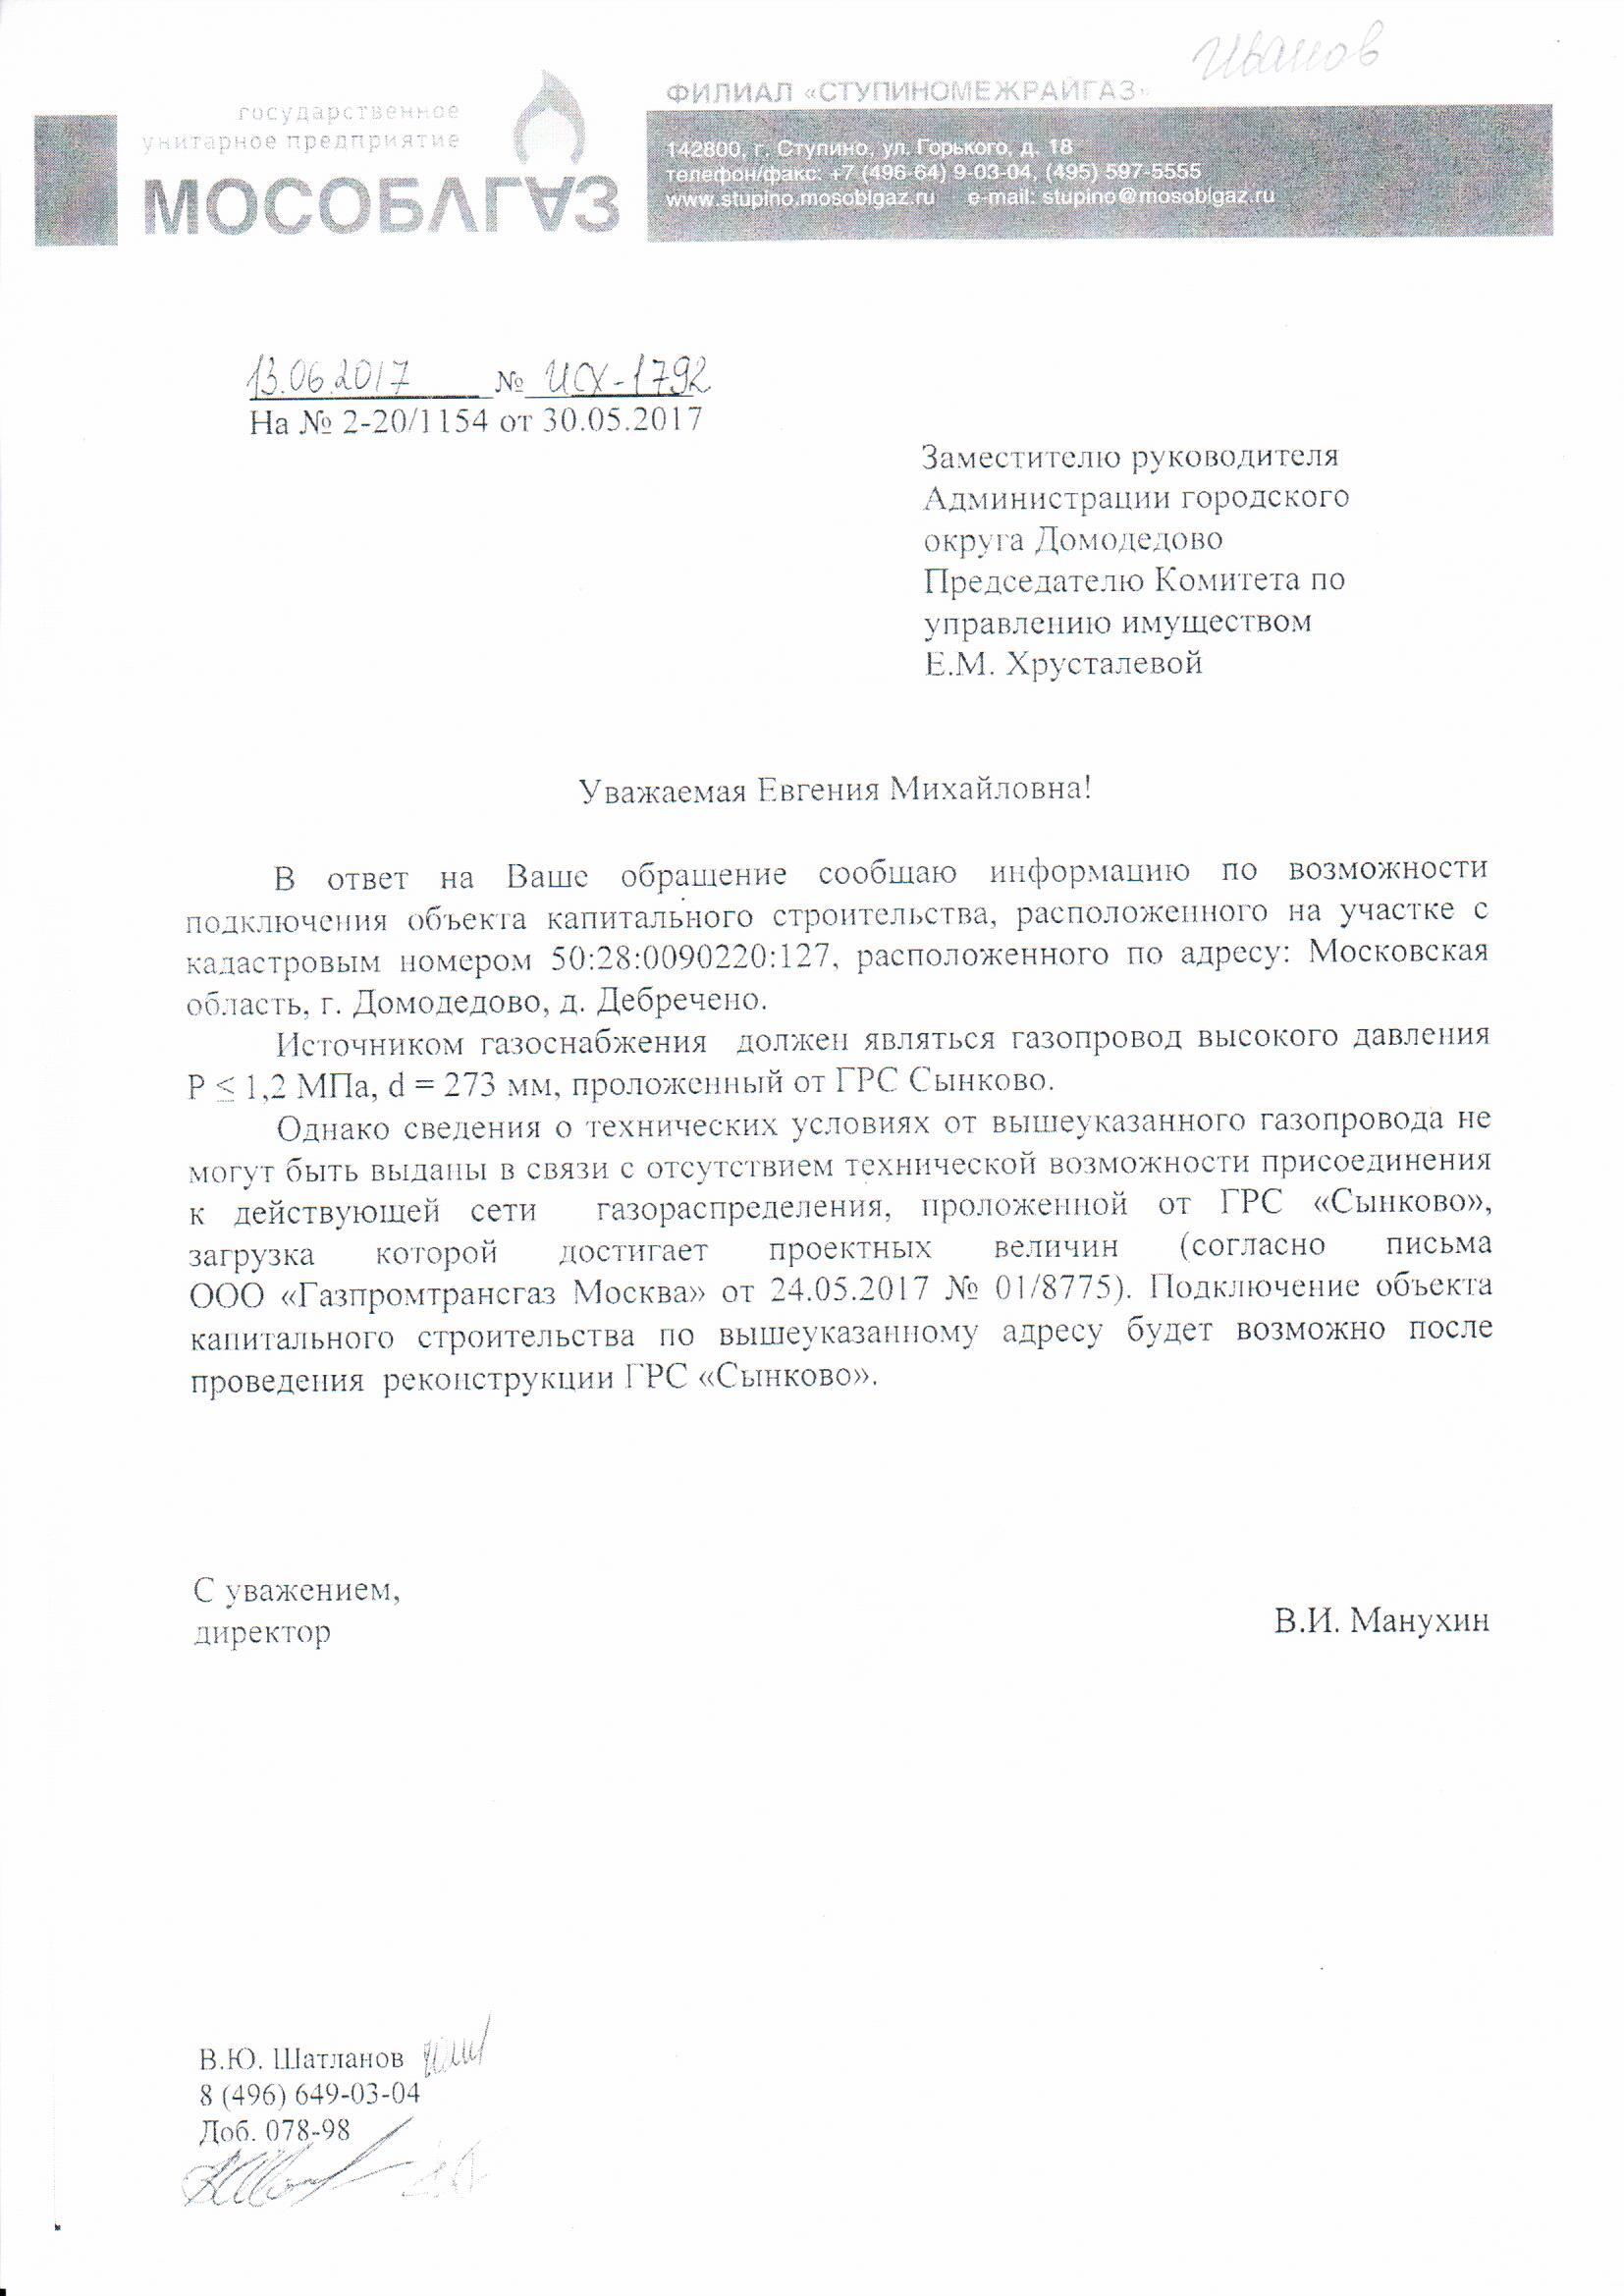 Иванов
государственное
унитарное предприятие
МОСОБЛГАЗ
ФИЛИАЛ «СТУПИНОМЕЖРАЙГАЗ»
142800, г. Ступино, ул. Горького, д. 18
телефон/факс: +7 (496-64) 9-03-04, (495) 597-5555
www.stupino.mosoblgaz.ru e-mail: stupino@mosoblgaz.ru
13.06.2017 № ИСХ-1792
На № 2-20/1154 от 30.05.2017
Заместителю руководителя
Администрации городского
округа Домодедово
Председателю Комитета по
управлению имуществом
Е.М. Хрусталевой
Уважаемая Евгения Михайловна!
В ответ на Ваше обращение сообщаю информацию по возможности
подключения объекта капитального строительства, расположенного на участке с
кадастровым номером 50:28:0090220:127, расположенного по адресу: Московская
область, г. Домодедово, д. Дебречено.
Источником газоснабжения должен являться газопровод высокого давления
P ≤ 1,2 МПа, d = 273 мм, проложенный от ГРС Сынково.
Однако сведения о технических условиях от вышеуказанного газопровода не
могут быть выданы в связи с отсутствием технической возможности присоединения
к действующей сети газораспределения, проложенной от ГРС «Сынково»,
загрузка которой достигает проектных величин (согласно письма
ООО «Газпромтрансгаз Москва» от 24.05.2017 № 01/8775). Подключение объекта
капитального строительства по вышеуказанному адресу будет возможно после
проведения реконструкции ГРС «Сынково».
С уважением,
директор
В.И. Манухин
В.Ю. Шатланов
8 (496) 649-03-04
Доб. 078-98